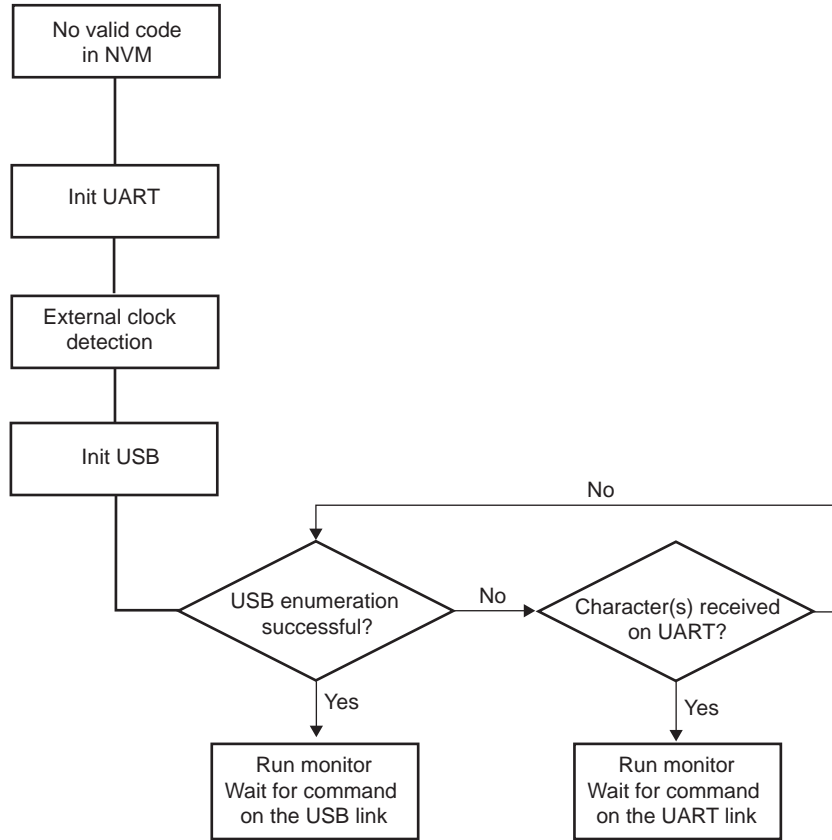 No valid code
in NVM
Init UART
External clock
detection
Init USB
No
USB enumeration
successful?
No
Character(s) received
on UART?
Yes
Yes
Run monitor
Wait for command
on the USB link
Run monitor
Wait for command
on the UART link